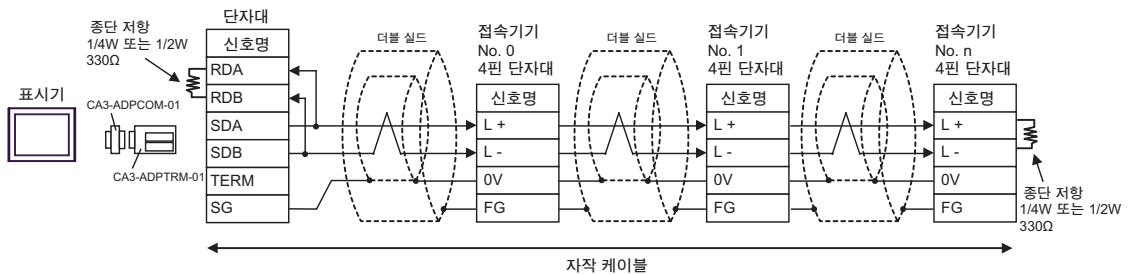 표시기
CA3-ADPCOM-01
CA3-ADPTRM-01
종단 저항
1/4W 또는 1/2W
330Ω
단자대
신호명
RDA
RDB
SDA
SDB
TERM
SG
더블 실드
접속기기
No. 0
4핀 단자대
신호명
L +
L -
0V
FG
더블 실드
접속기기
No. 1
4핀 단자대
신호명
L +
L -
0V
FG
더블 실드
접속기기
No. n
4핀 단자대
신호명
L +
L -
0V
FG
종단 저항
1/4W 또는 1/2W
330Ω
자작 케이블